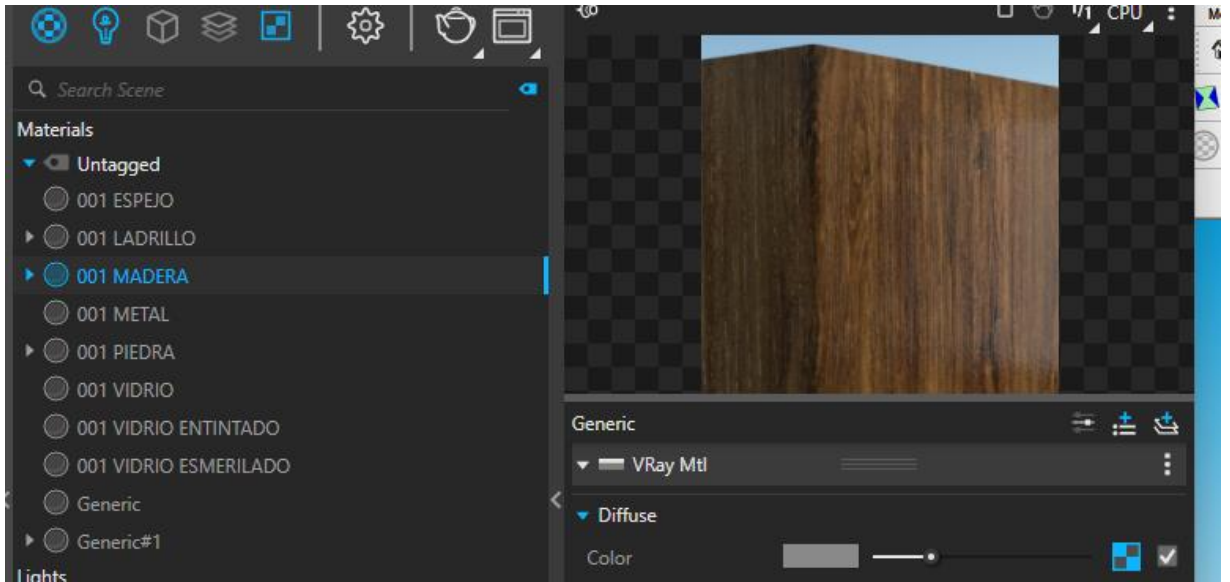 1/1 CPU
Search Scene
Materials
Untagged
001 ESPEJO
001 LADRILLO
001 MADERA
001 METAL
001 PIEDRA
001 VIDRIO
001 VIDRIO ENTINTADO
001 VIDRIO ESMERILADO
Generic
Generic#1
Lights
Generic
VRay Mtl
Diffuse
Color